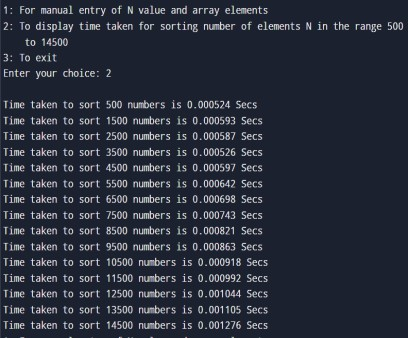 1: For manual entry of N value and array elements
2: To display time taken for sorting number of elements N in the range 500
to 14500
3: To exit
Enter your choice: 2
Time taken to sort 500 numbers is 0.000524 Secs
Time taken to sort 1500 numbers is 0.000593 Secs
Time taken to sort 2500 numbers is 0.000587 Secs
Time taken to sort 3500 numbers is 0.000526 Secs
Time taken to sort 4500 numbers is 0.000597 Secs
Time taken to sort 5500 numbers is 0.000642 Secs
Time taken to sort 6500 numbers is 0.000698 Secs
Time taken to sort 7500 numbers is 0.000743 Secs
Time taken to sort 8500 numbers is 0.000821 Secs
Time taken to sort 9500 numbers is 0.000863 Secs
Time taken to sort 10500 numbers is 0.000918 Secs
Time taken to sort 11500 numbers is 0.000992 Secs
Time taken to sort 12500 numbers is 0.001044 Secs
Time taken to sort 13500 numbers is 0.001105 Secs
Time taken to sort 14500 numbers is 0.001276 Secs